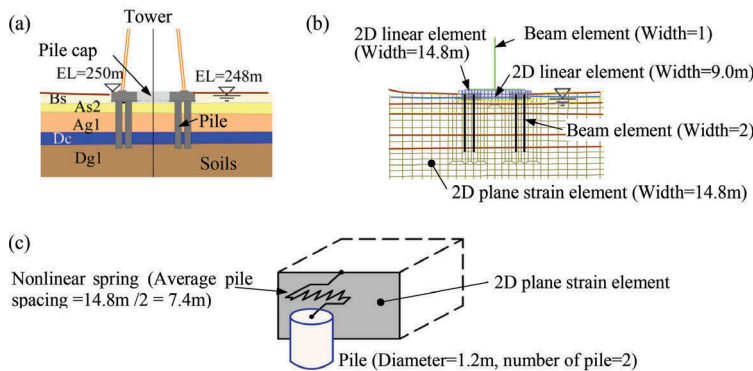 (a)
Tower
Pile cap
EL=250m
EL=248m
Bs
As2
Ag1
Pile
Dc
Dg1
Soils
(b)
2D linear element
(Width=14.8m)
Beam element (Width=1)
2D linear element (Width=9.0m)
Beam element (Width=2)
2D plane strain element (Width=14.8m)
(c)
Nonlinear spring (Average pile
spacing =14.8m /2 = 7.4m)
2D plane strain element
Pile (Diameter=1.2m, number of pile=2)